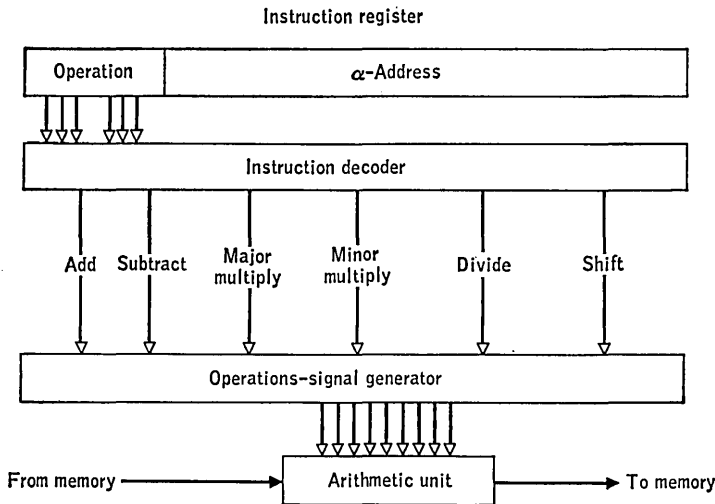 Instruction register
Operation
α-Address
Instruction decoder
Add
Subtract
Major
multiply
Minor
multiply
Divide
Shift
Operations-signal generator
From memory
Arithmetic unit
To memory